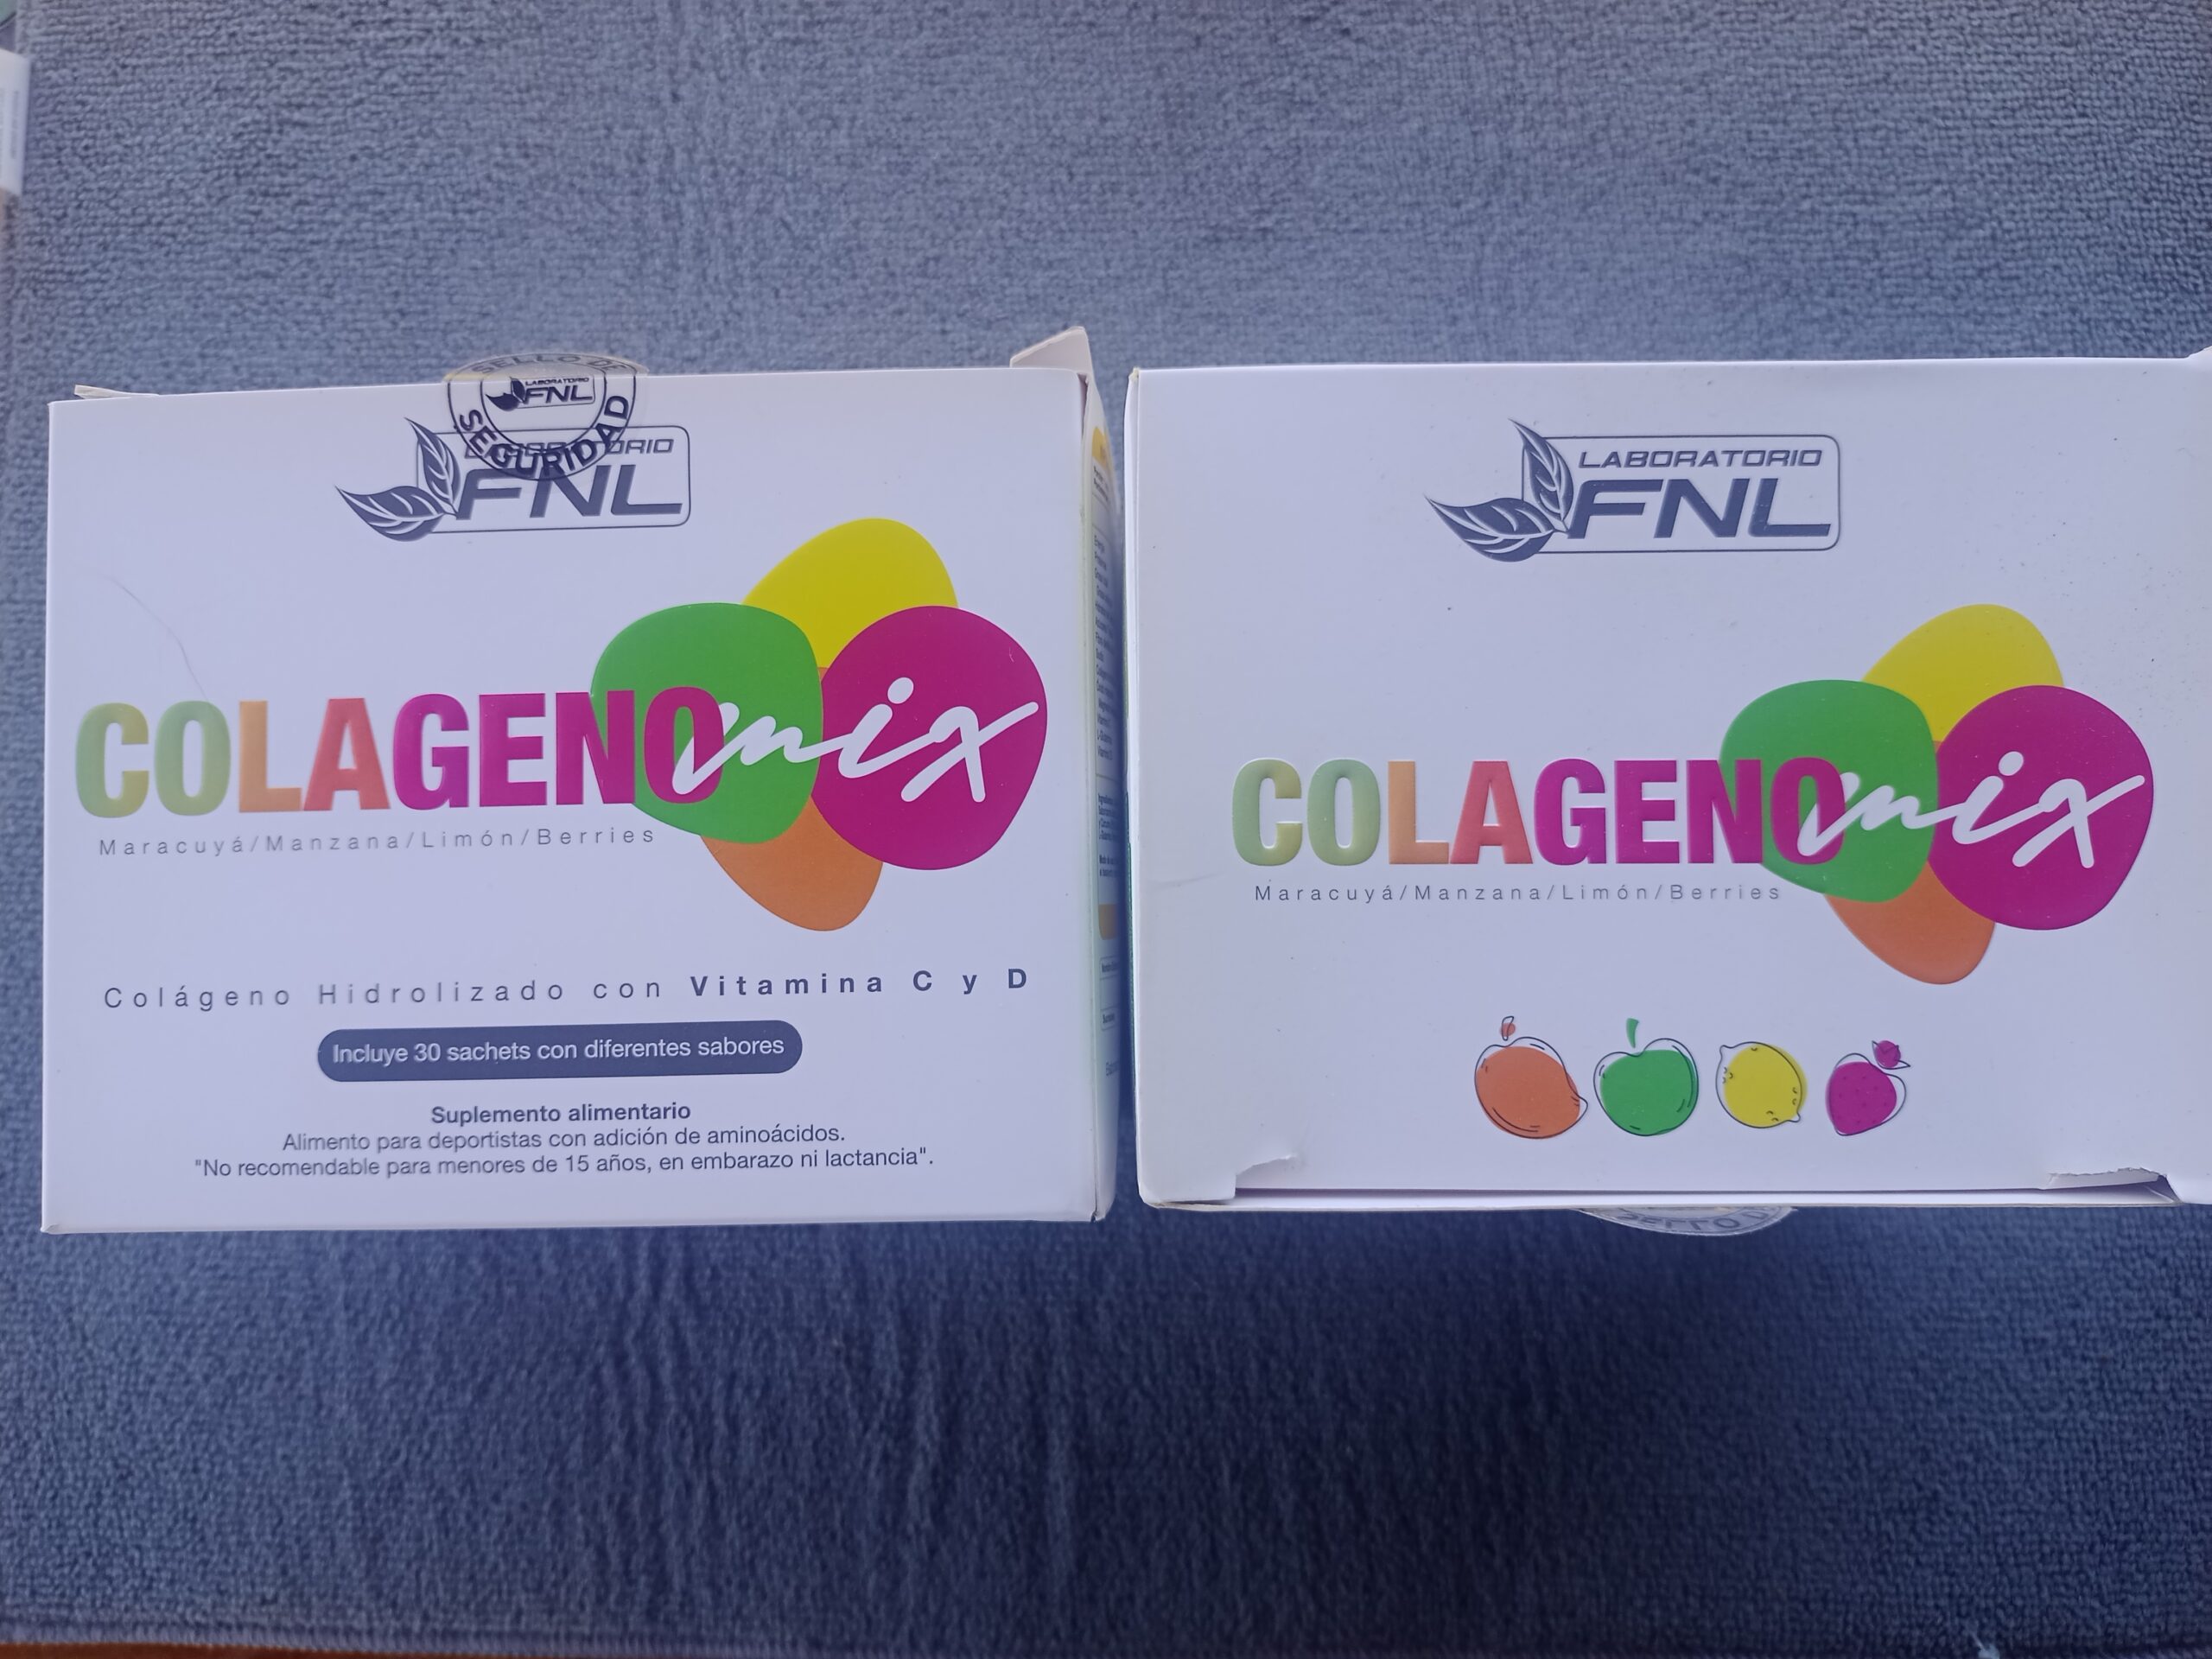 SELLO DE
LABORATORIO
FNL
SEGURIDAD
FNL
COLAGENO mix
Maracuyá/Manzana/Limón/Berries
Colágeno Hidrolizado con Vitamina C y D
Incluye 30 sachets con diferentes sabores
Suplemento alimentario
Alimento para deportistas con adición de aminoácidos.
"No recomendable para menores de 15 años, en embarazo ni lactancia".
LABORATORIO
FNL
COLAGENO mix
Maracuyá/Manzana/Limón/Berries
SELLO D